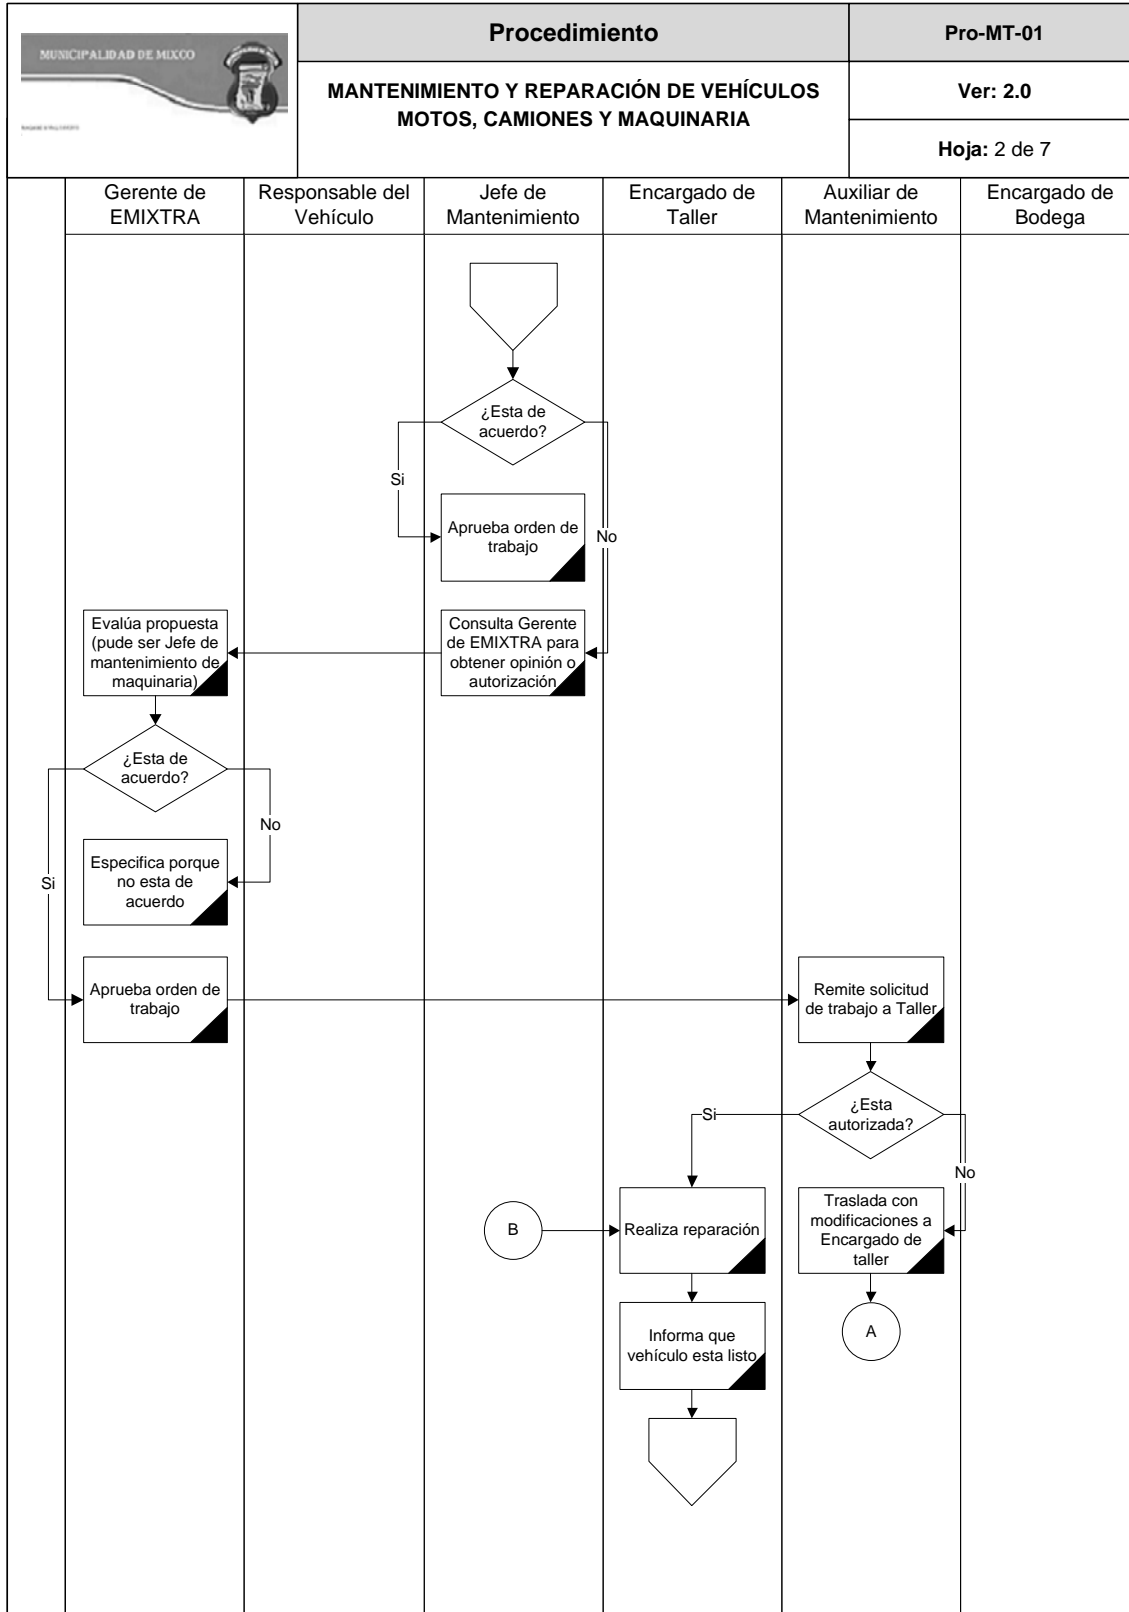 MUNICIPALIDAD DE MIXCO
Procedimiento
Pro-MT-01
MANTENIMIENTO Y REPARACIÓN DE VEHÍCULOS
MOTOS, CAMIONES Y MAQUINARIA
Ver: 2.0
Hoja: 2 de 7
Gerente de
EMIXTRA
Responsable del
Vehículo
Jefe de
Mantenimiento
Encargado de
Taller
Auxiliar de
Mantenimiento
Encargado de
Bodega
¿Esta de
acuerdo?
Si
No
Aprueba orden de
trabajo
Evalúa propuesta
(pude ser Jefe de
mantenimiento de
maquinaria)
Consulta Gerente
de EMIXTRA para
obtener opinión o
autorización
¿Esta de
acuerdo?
No
Si
Especifica porque
no esta de
acuerdo
Aprueba orden de
trabajo
Remite solicitud
de trabajo a Taller
¿Esta
autorizada?
Si
No
B
Realiza reparación
Traslada con
modificaciones a
Encargado de
taller
Informa que
vehículo esta listo
A